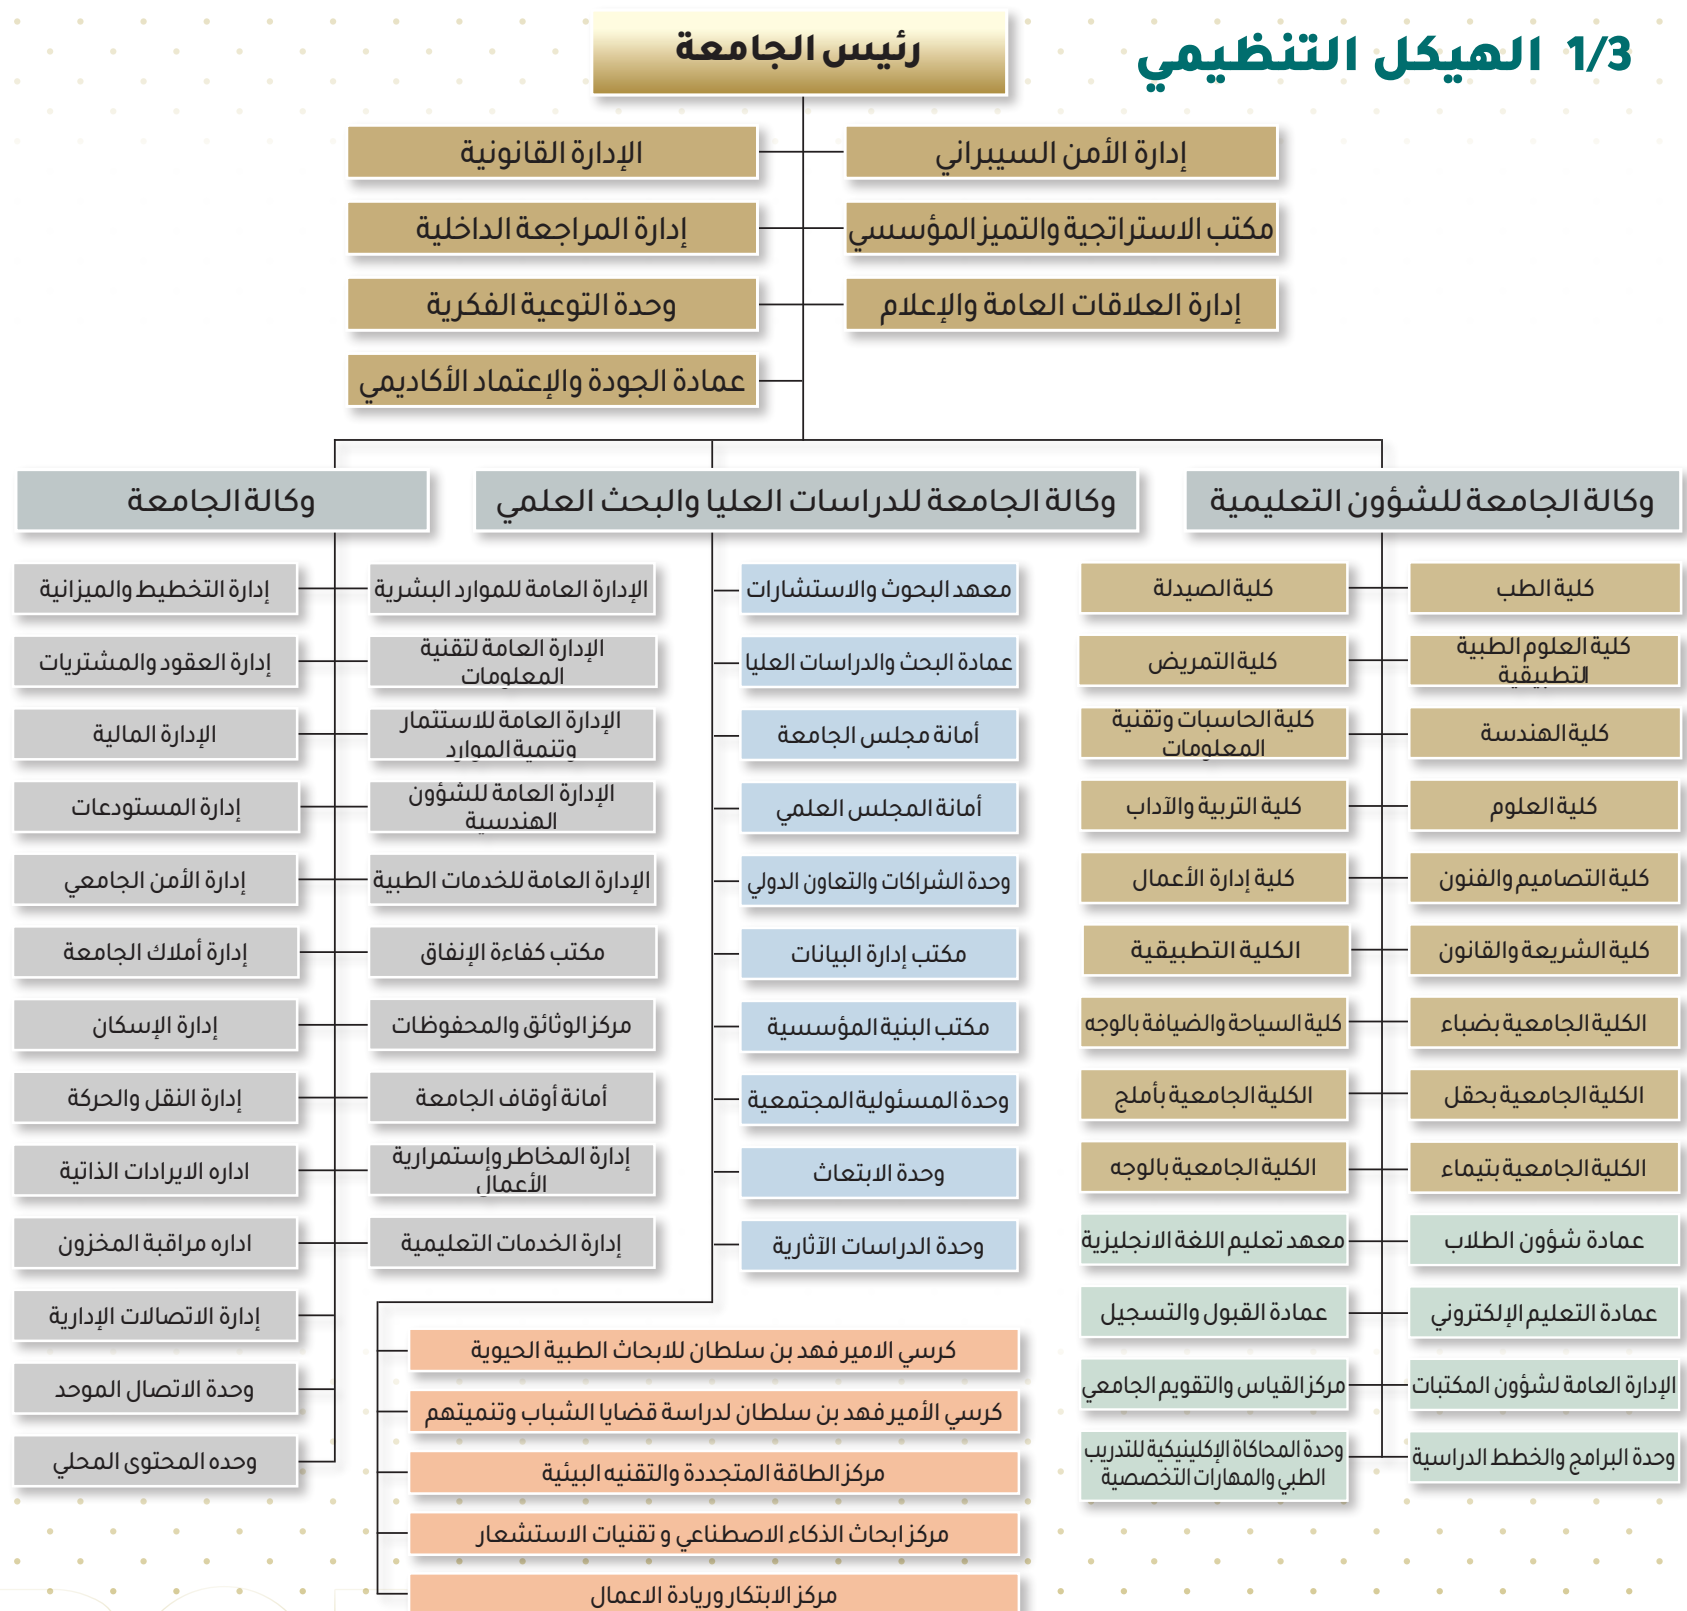 1/3 الهيكل التنظيمي
رئيس الجامعة
إدارة الأمن السيبراني
الإدارة القانونية
مكتب الاستراتجية والتميز المؤسسي
إدارة المراجعة الداخلية
إدارة العلاقات العامة والإعلام
وحدة التوعية الفكرية
عمادة الجودة والإعتماد الأكاديمي
وكالة الجامعة للشؤون التعليمية
وكالة الجامعة للدراسات العليا والبحث العلمي
وكالة الجامعة
كلية الطب
كلية الصيدلة
كلية العلوم الطبية
التطبيقية
كلية التمريض
كلية الهندسة
كلية الحاسبات وتقنية
المعلومات
كلية العلوم
كلية التربية والآداب
كلية التصاميم والفنون
كلية إدارة الأعمال
كلية الشريعة والقانون
الكلية التطبيقية
الكلية الجامعية بضباء
كلية السياحة والضيافة بالوجه
الكلية الجامعية بحقل
الكلية الجامعية بأملج
الكلية الجامعية بتيماء
الكلية الجامعية بالوجه
عمادة شؤون الطلاب
معهد تعليم اللغة الانجليزية
عمادة التعليم الإلكتروني
عمادة القبول والتسجيل
الإدارة العامة لشؤون المكتبات
مركز القياس والتقويم الجامعي
وحدة البرامج والخطط الدراسية
وحدة المحاكاة الإكلينيكية للتدريب
الطبي والمهارات التخصصية
معهد البحوث والاستشارات
عمادة البحث والدراسات العليا
أمانة مجلس الجامعة
أمانة المجلس العلمي
وحدة الشراكات والتعاون الدولي
مكتب إدارة البيانات
مكتب البنية المؤسسية
وحدة المسئولية المجتمعية
وحدة الابتعاث
وحدة الدراسات الآثارية
كرسي الامير فهد بن سلطان للابحاث الطبية الحيوية
كرسي الأمير فهد بن سلطان لدراسة قضايا الشباب وتنميتهم
مركز الطاقة المتجددة والتقنيه البيئية
مركز ابحاث الذكاء الاصطناعي و تقنيات الاستشعار
مركز الابتكار وريادة الاعمال
الإدارة العامة للموارد البشرية
إدارة التخطيط والميزانية
الإدارة العامة لتقنية
المعلومات
إدارة العقود والمشتريات
الإدارة العامة للاستثمار
وتنمية الموارد
الإدارة المالية
الإدارة العامة للشؤون
الهندسية
إدارة المستودعات
الإدارة العامة للخدمات الطبية
إدارة الأمن الجامعي
مكتب كفاءة الإنفاق
إدارة أملاك الجامعة
مركز الوثائق والمحفوظات
إدارة الإسكان
أمانة أوقاف الجامعة
إدارة النقل والحركة
إدارة المخاطر وإستمرارية
الأعمال
اداره الايرادات الذاتية
إدارة الخدمات التعليمية
اداره مراقبة المخزون
إدارة الاتصالات الإدارية
وحدة الاتصال الموحد
وحده المحتوى المحلي